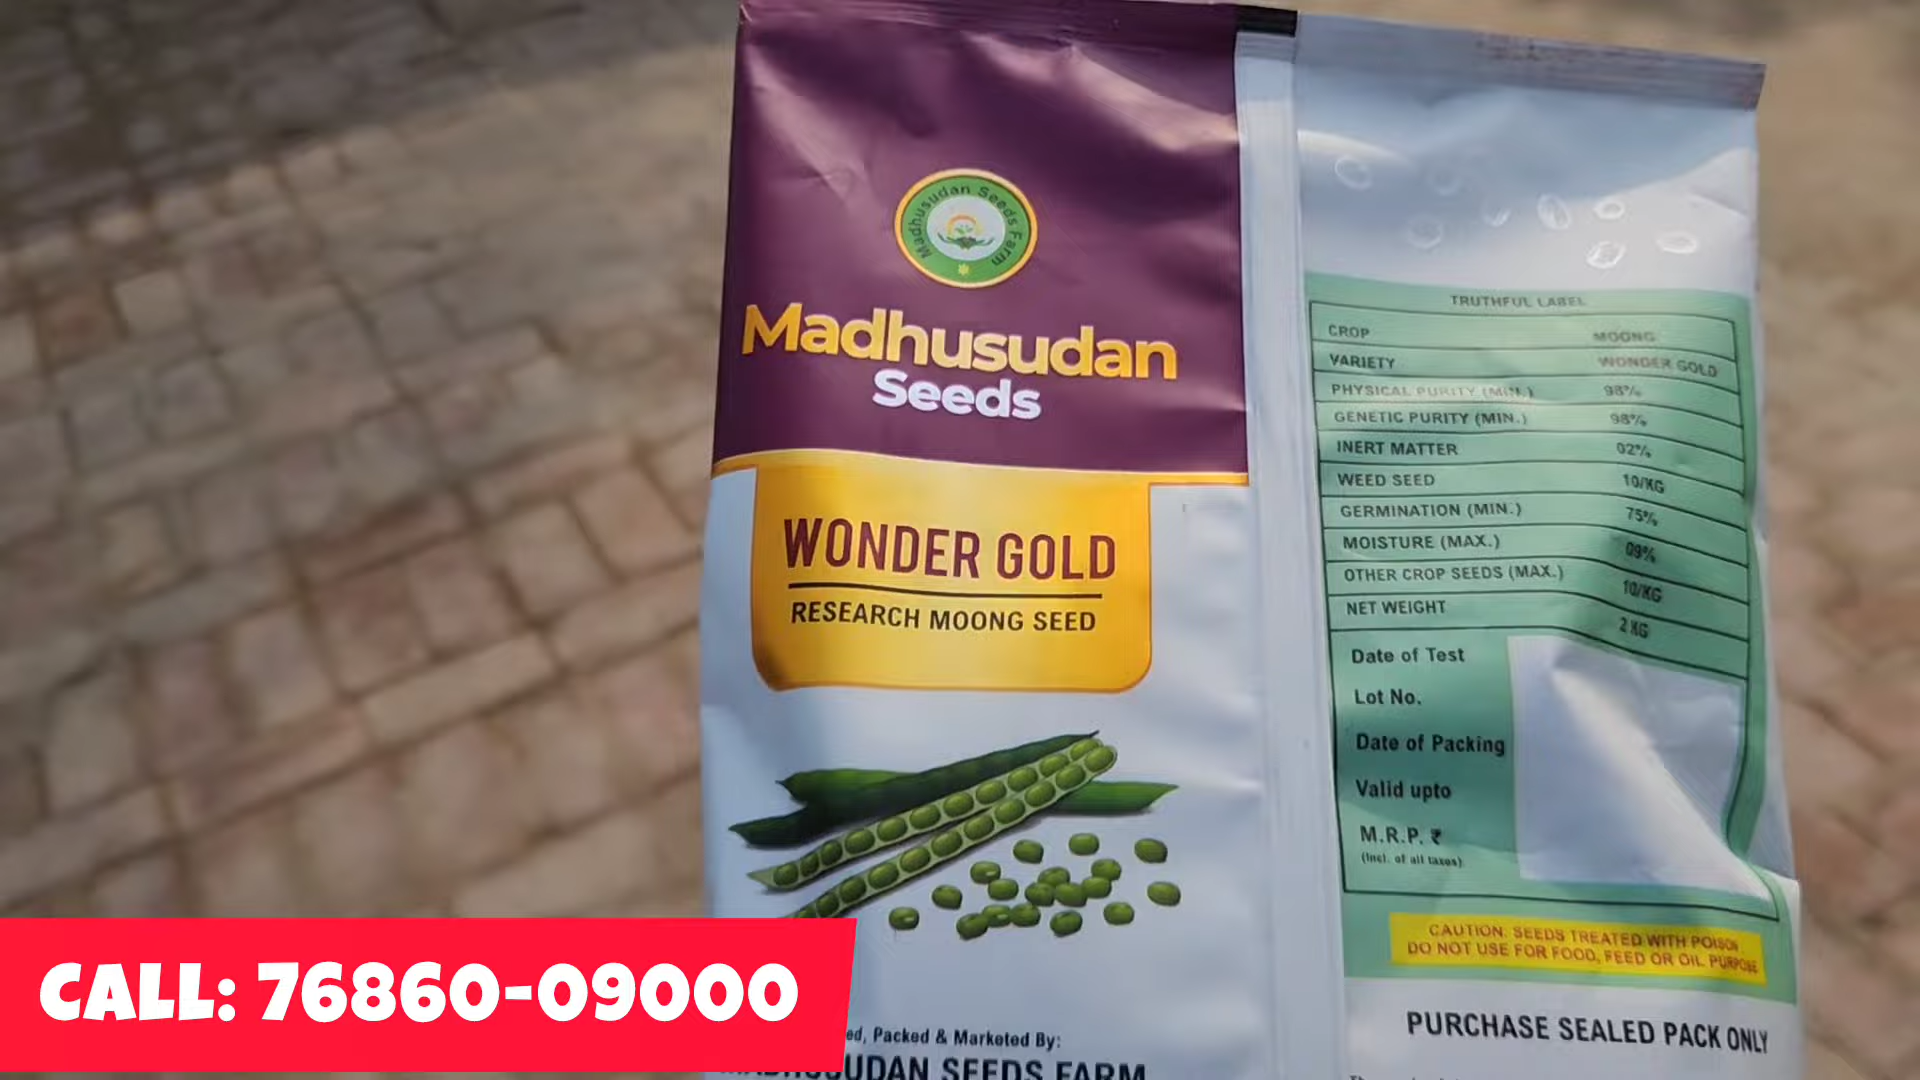 Madhusudan Seeds Farm
Madhusudan
Seeds
WONDER GOLD
RESEARCH MOONG SEED
ed, Packed & Marketed By:
SUDAN SEEDS FARM
TRUTHFUL LABEL
CROP MOONG
VARIETY WONDER GOLD
PHYSICAL PURITY (MIN.) 98%
GENETIC PURITY (MIN.) 98%
INERT MATTER 02%
WEED SEED 10/KG
GERMINATION (MIN.) 75%
MOISTURE (MAX.) 09%
OTHER CROP SEEDS (MAX.) 10/KG
NET WEIGHT 2 KG
Date of Test
Lot No.
Date of Packing
Valid upto
M.R.P. ₹
(Incl. of all taxes)
CAUTION: SEEDS TREATED WITH POISON
DO NOT USE FOR FOOD, FEED OR OIL PURPOSE
PURCHASE SEALED PACK ONLY
CALL: 76860-09000